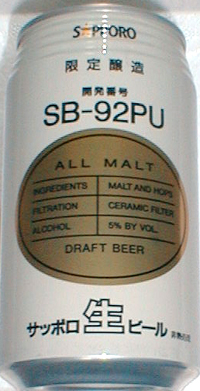 SAPPORO
限定醸造
開発番号
SB-92PU
ALL MALT
INGREDIENTS MALT AND HOPS
FILTRATION CERAMIC FILTER
ALCOHOL 5% BY VOL.
DRAFT BEER
サッポロ生ビール